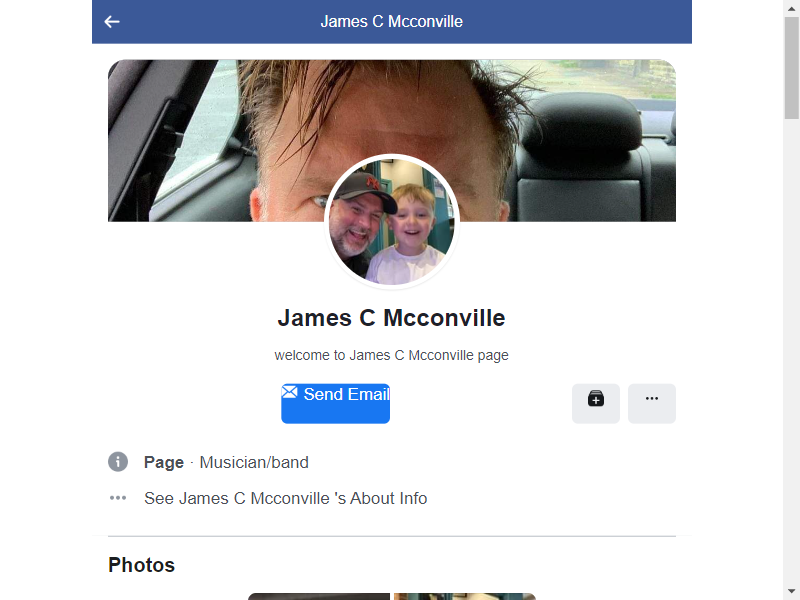 James C Mcconville
James C Mcconville
welcome to James C Mcconville page
Send Email
Page · Musician/band
See James C Mcconville 's About Info
Photos